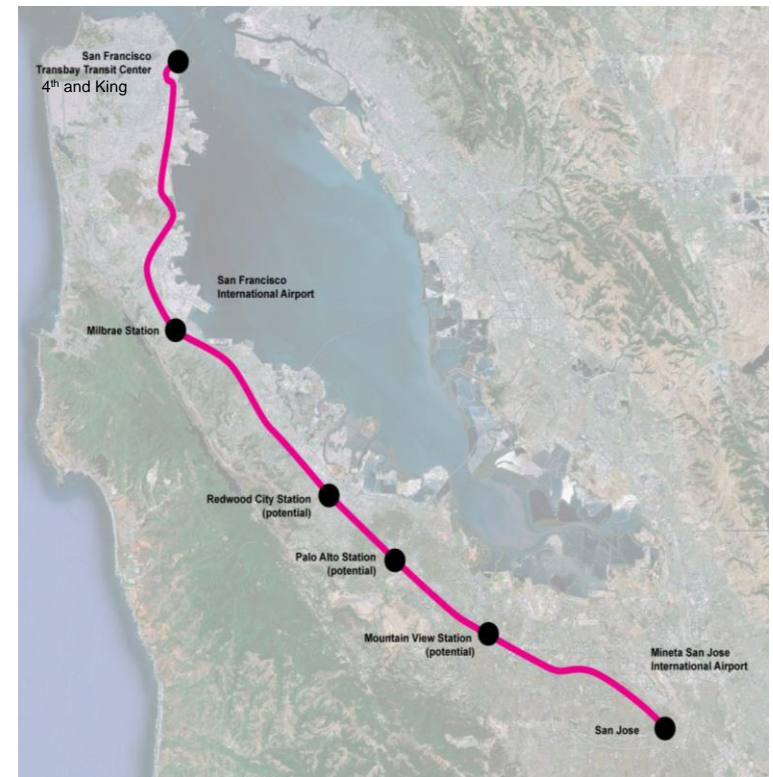 San Francisco
Transbay Transit Center
4th and King
San Francisco
International Airport
Milbrae Station
Redwood City Station
(potential)
Palo Alto Station
(potential)
Mountain View Station
(potential)
Mineta San Jose
International Airport
San Jose